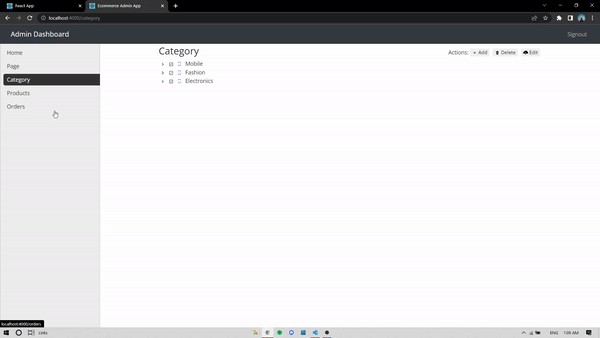 React App
Ecommerce Admin App
localhost:4000/category
Admin Dashboard
Signout
Home
Page
Category
Products
Orders
Category
Actions: + Add Delete Edit
Mobile
Fashion
Electronics
localhost:4000/orders
Links
ENG 1:08 AM